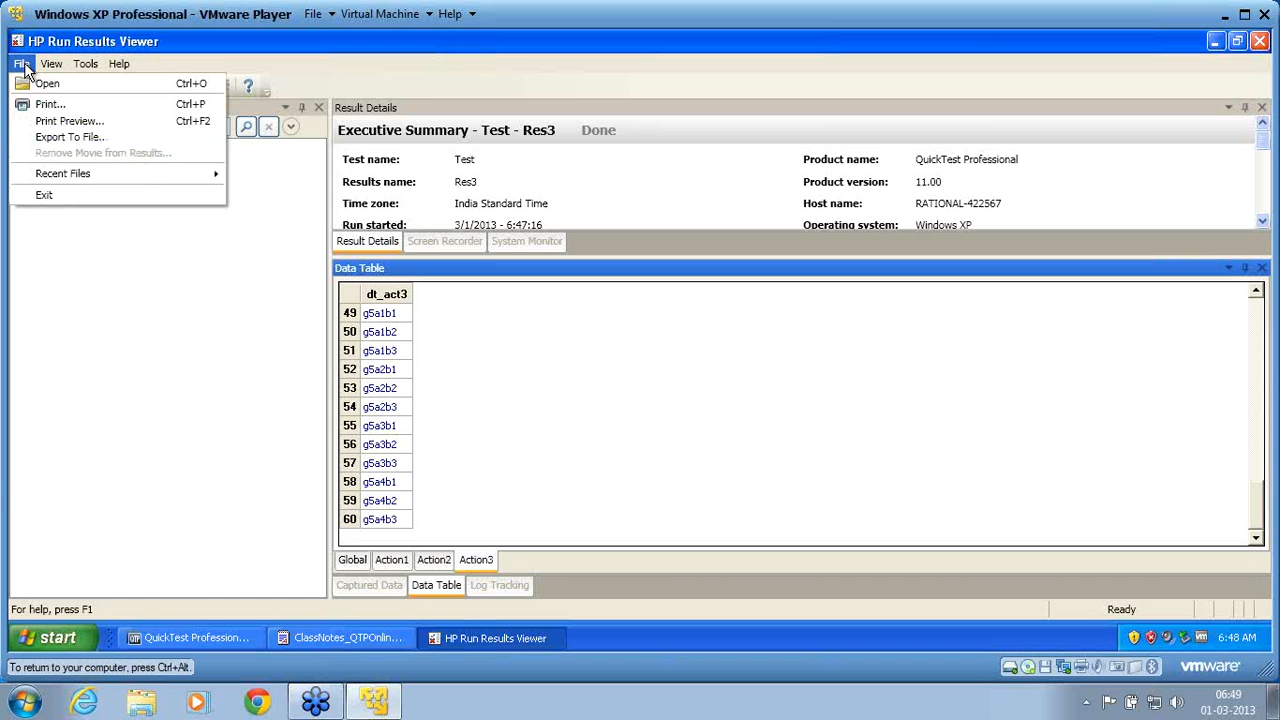 Windows XP Professional - VMware Player File Virtual Machine Help
HP Run Results Viewer
File View Tools Help
Open Ctrl+O
Print... Ctrl+P
Print Preview... Ctrl+F2
Export To File...
Remove Movie from Results...
Recent Files
Exit
Result Details
Executive Summary - Test - Res3 Done
Test name: Test Product name: QuickTest Professional
Results name: Res3 Product version: 11.00
Time zone: India Standard Time Host name: RATIONAL-422567
Run started: 3/1/2013 - 6:47:16 Operating system: Windows XP
Result Details Screen Recorder System Monitor
Data Table
dt_act3
49 g5a1b1
50 g5a1b2
51 g5a1b3
52 g5a2b1
53 g5a2b2
54 g5a2b3
55 g5a3b1
56 g5a3b2
57 g5a3b3
58 g5a4b1
59 g5a4b2
60 g5a4b3
Global Action1 Action2 Action3
Captured Data Data Table Log Tracking
For help, press F1 Ready
start QuickTest Profession... ClassNotes_QTPOnlin... HP Run Results Viewer 6:48 AM
To return to your computer, press Ctrl+Alt. vmware
06:49
01-03-2013